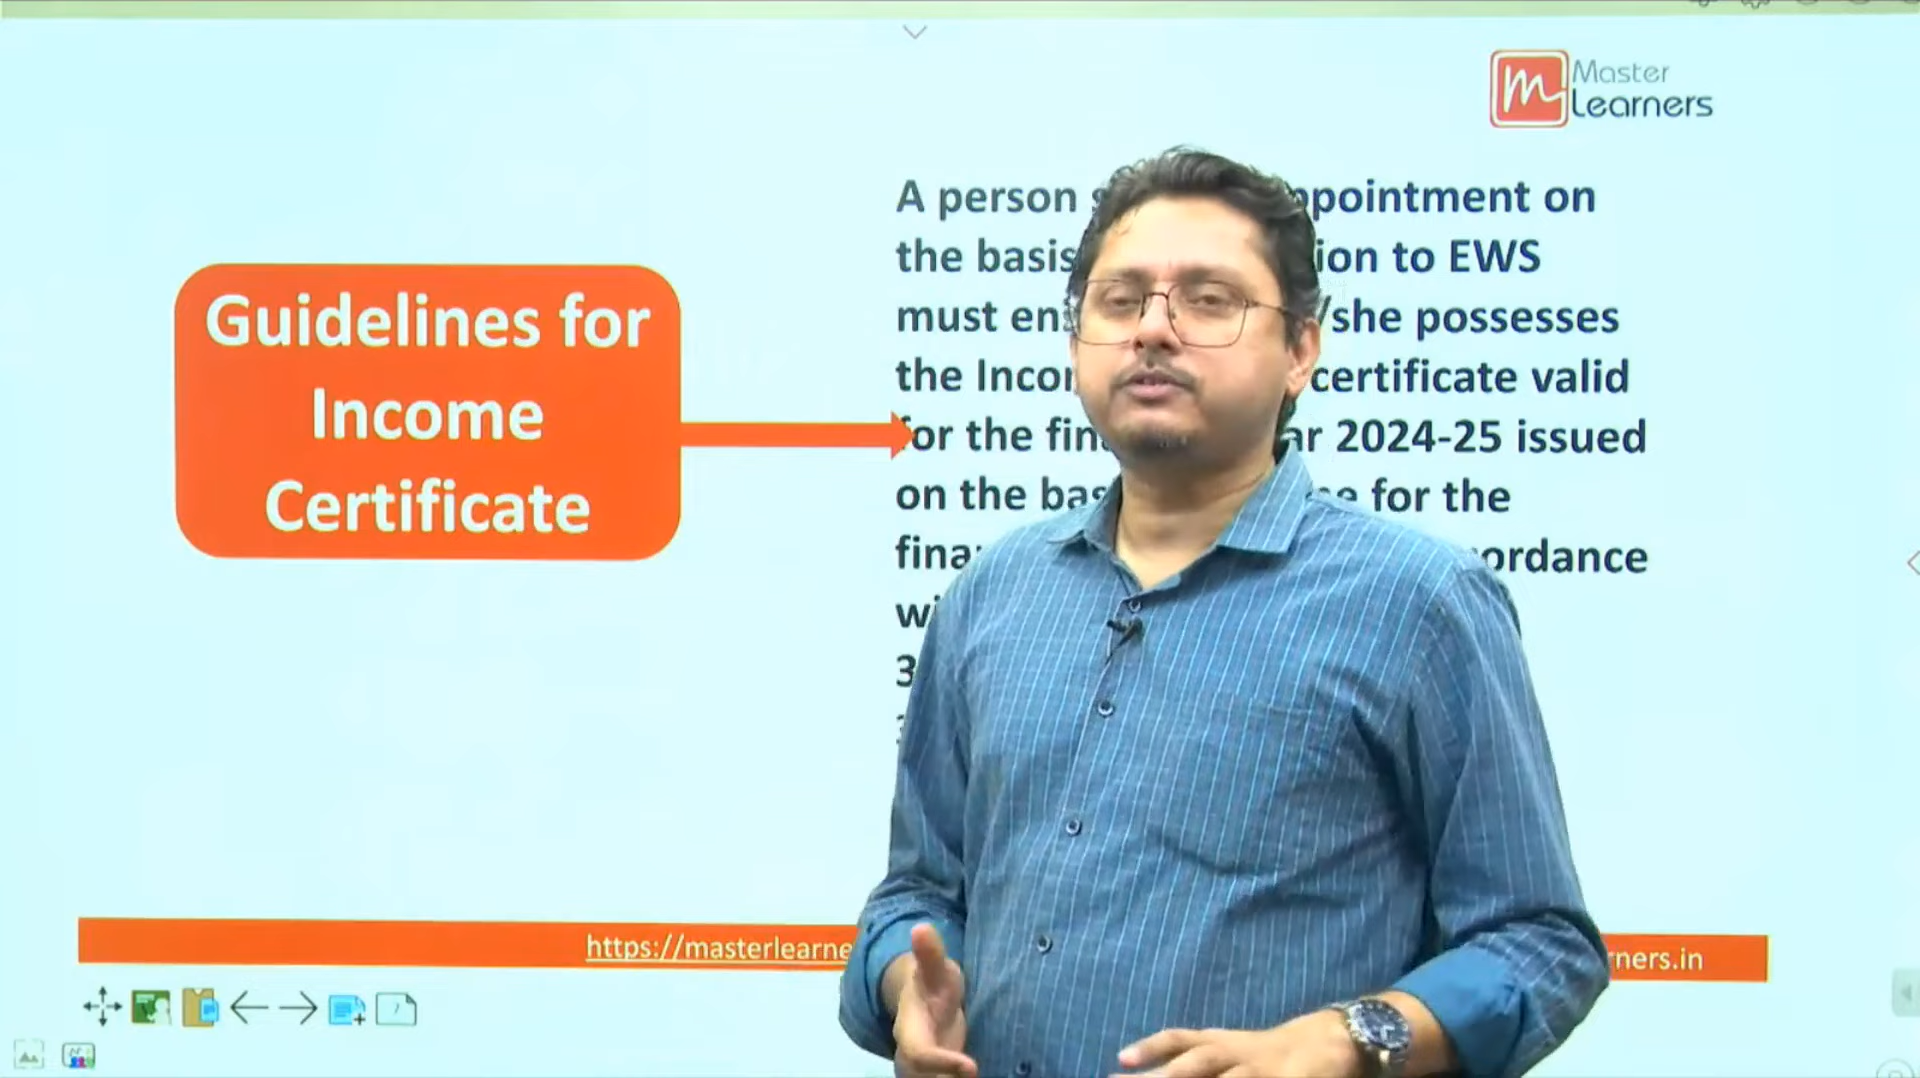 Master
Learners
Guidelines for
Income
Certificate
A person ppointment on
the basis ion to EWS
must en /she possesses
the Inco certificate valid
for the fin ar 2024-25 issued
on the bas e for the
fina ordance
wi
3
https://masterlearne ners.in